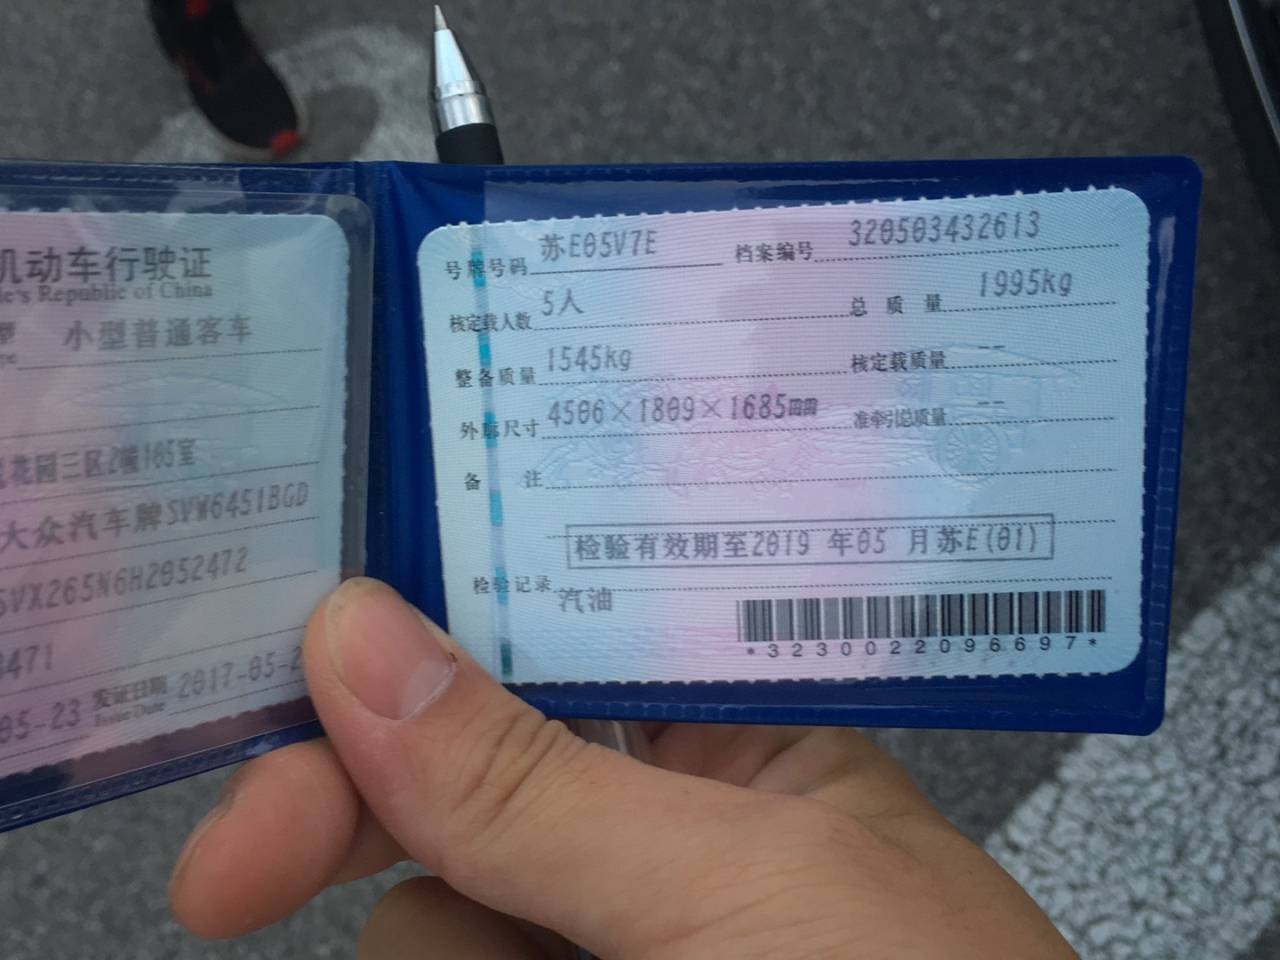 机动车行驶证
le's Republic of China
型 小型普通客车
pe
花园三区2幢105室
大众汽车牌SVW6451BGD
SVX265N6H2052472
3471
05-23 发证日期 2017-05-2
Issue Date
号牌号码 苏E05V7E 档案编号 320503432613
核定载人数 5人 总质量 1995kg
整备质量 1545kg 核定载质量 --
外廓尺寸 4506×1809×1685mm 准牵引总质量 --
备注
检验有效期至2019 年05 月苏E(01)
检验记录
汽油
*3230022096697*